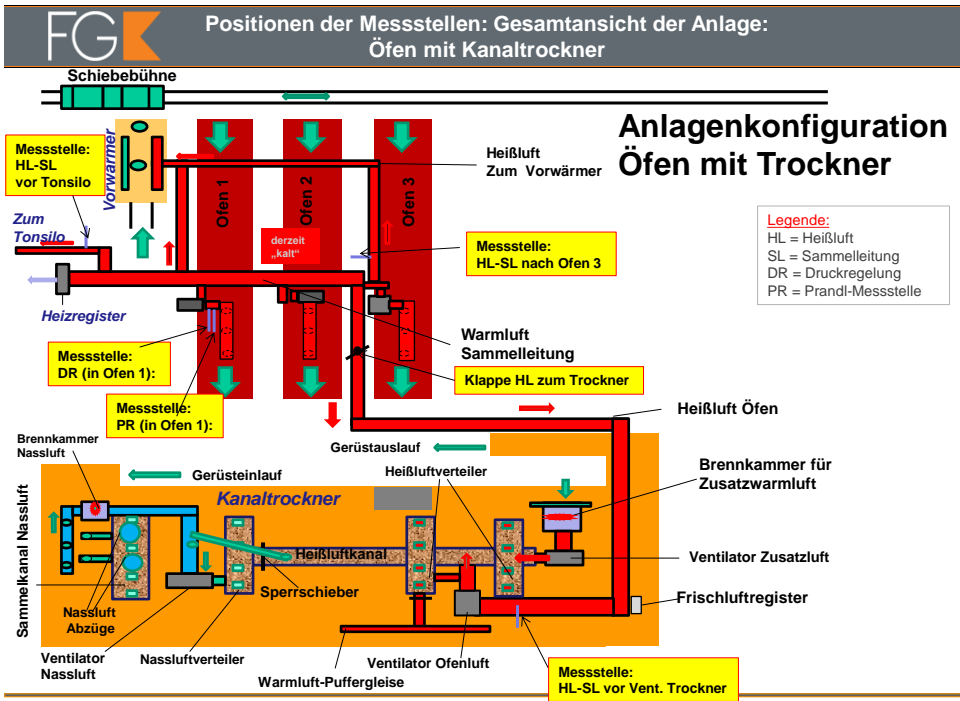 FGK
Positionen der Messstellen: Gesamtansicht der Anlage:
Öfen mit Kanaltrockner
Schiebebühne
Anlagenkonfiguration
Öfen mit Trockner
Messstelle:
HL-SL
vor Tonsilo
Vorwärmer
Ofen 1
Ofen 2
Ofen 3
Heißluft
Zum Vorwärmer
Legende:
HL = Heißluft
SL = Sammelleitung
DR = Druckregelung
PR = Prandl-Messstelle
Zum
Tonsilo
derzeit
„kalt"
Messstelle:
HL-SL nach Ofen 3
Heizregister
Warmluft
Sammelleitung
Messstelle:
DR (in Ofen 1):
Klappe HL zum Trockner
Messstelle:
PR (in Ofen 1):
Heißluft Öfen
Brennkammer
Nassluft
Gerüstauslauf
Gerüsteinlauf
Heißluftverteiler
Brennkammer für
Zusatzwarmluft
Kanaltrockner
Sammelkanal Nassluft
Heißluftkanal
Ventilator Zusatzluft
Sperrschieber
Frischluftregister
Nassluft
Abzüge
Ventilator
Nassluft
Nassluftverteiler
Warmluft-Puffergleise
Ventilator Ofenluft
Messstelle:
HL-SL vor Vent. Trockner